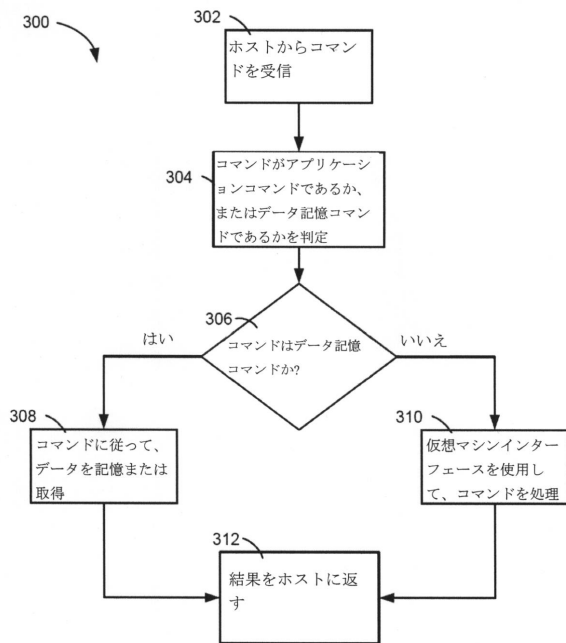 300
302
ホストからコマン
ドを受信
304
コマンドがアプリケーシ
ョンコマンドであるか、
またはデータ記憶コマン
ドであるかを判定
306
コマンドはデータ記憶
コマンドか?
はい
いいえ
308
コマンドに従って、
データを記憶または
取得
310
仮想マシンインター
フェースを使用し
て、コマンドを処理
312
結果をホストに返
す